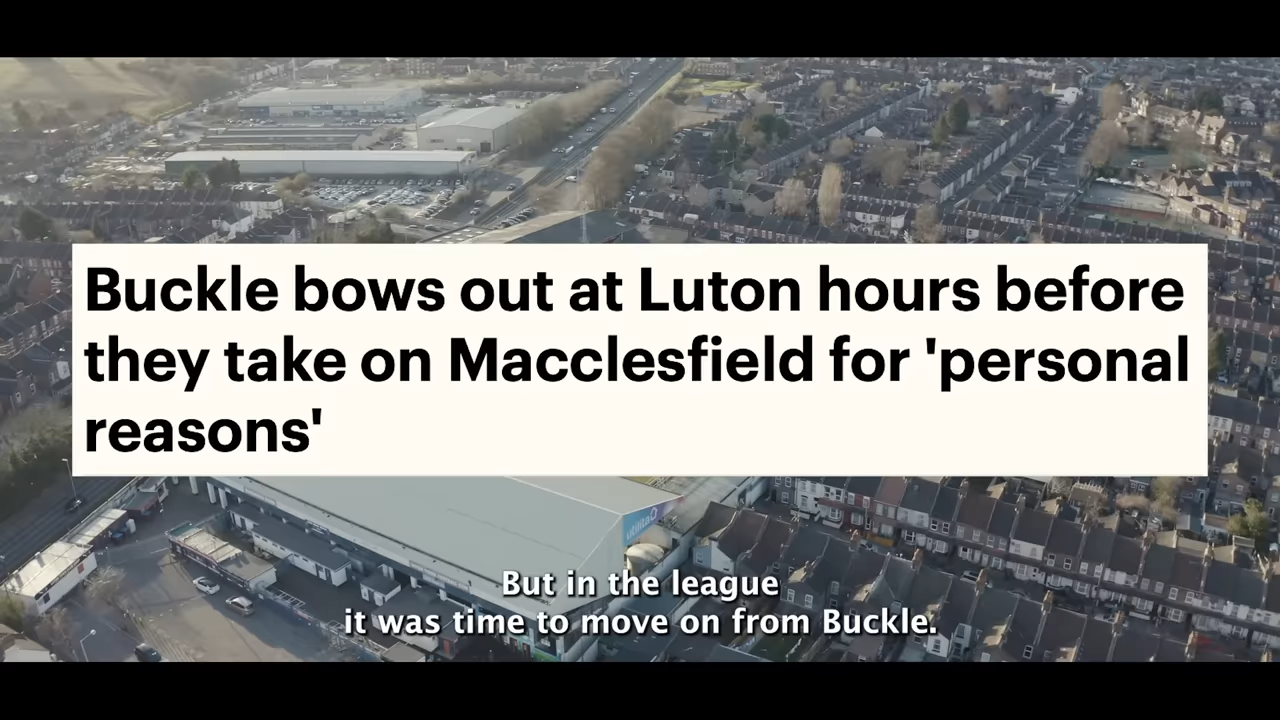 Buckle bows out at Luton hours before
they take on Macclesfield for 'personal
reasons'
utilita
But in the league
it was time to move on from Buckle.